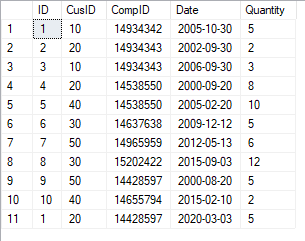 ID CusID CompID Date Quantity
1 1 10 14934342 2005-10-30 5
2 2 20 14934343 2002-09-30 2
3 3 10 14934343 2006-09-30 3
4 4 20 14538550 2000-09-20 8
5 5 40 14538550 2005-02-20 10
6 6 30 14637638 2009-12-12 5
7 7 50 14965959 2012-05-13 6
8 8 30 15202422 2015-09-03 12
9 9 50 14428597 2000-08-20 5
10 10 40 14655794 2015-02-10 2
11 1 20 14428597 2020-03-03 5